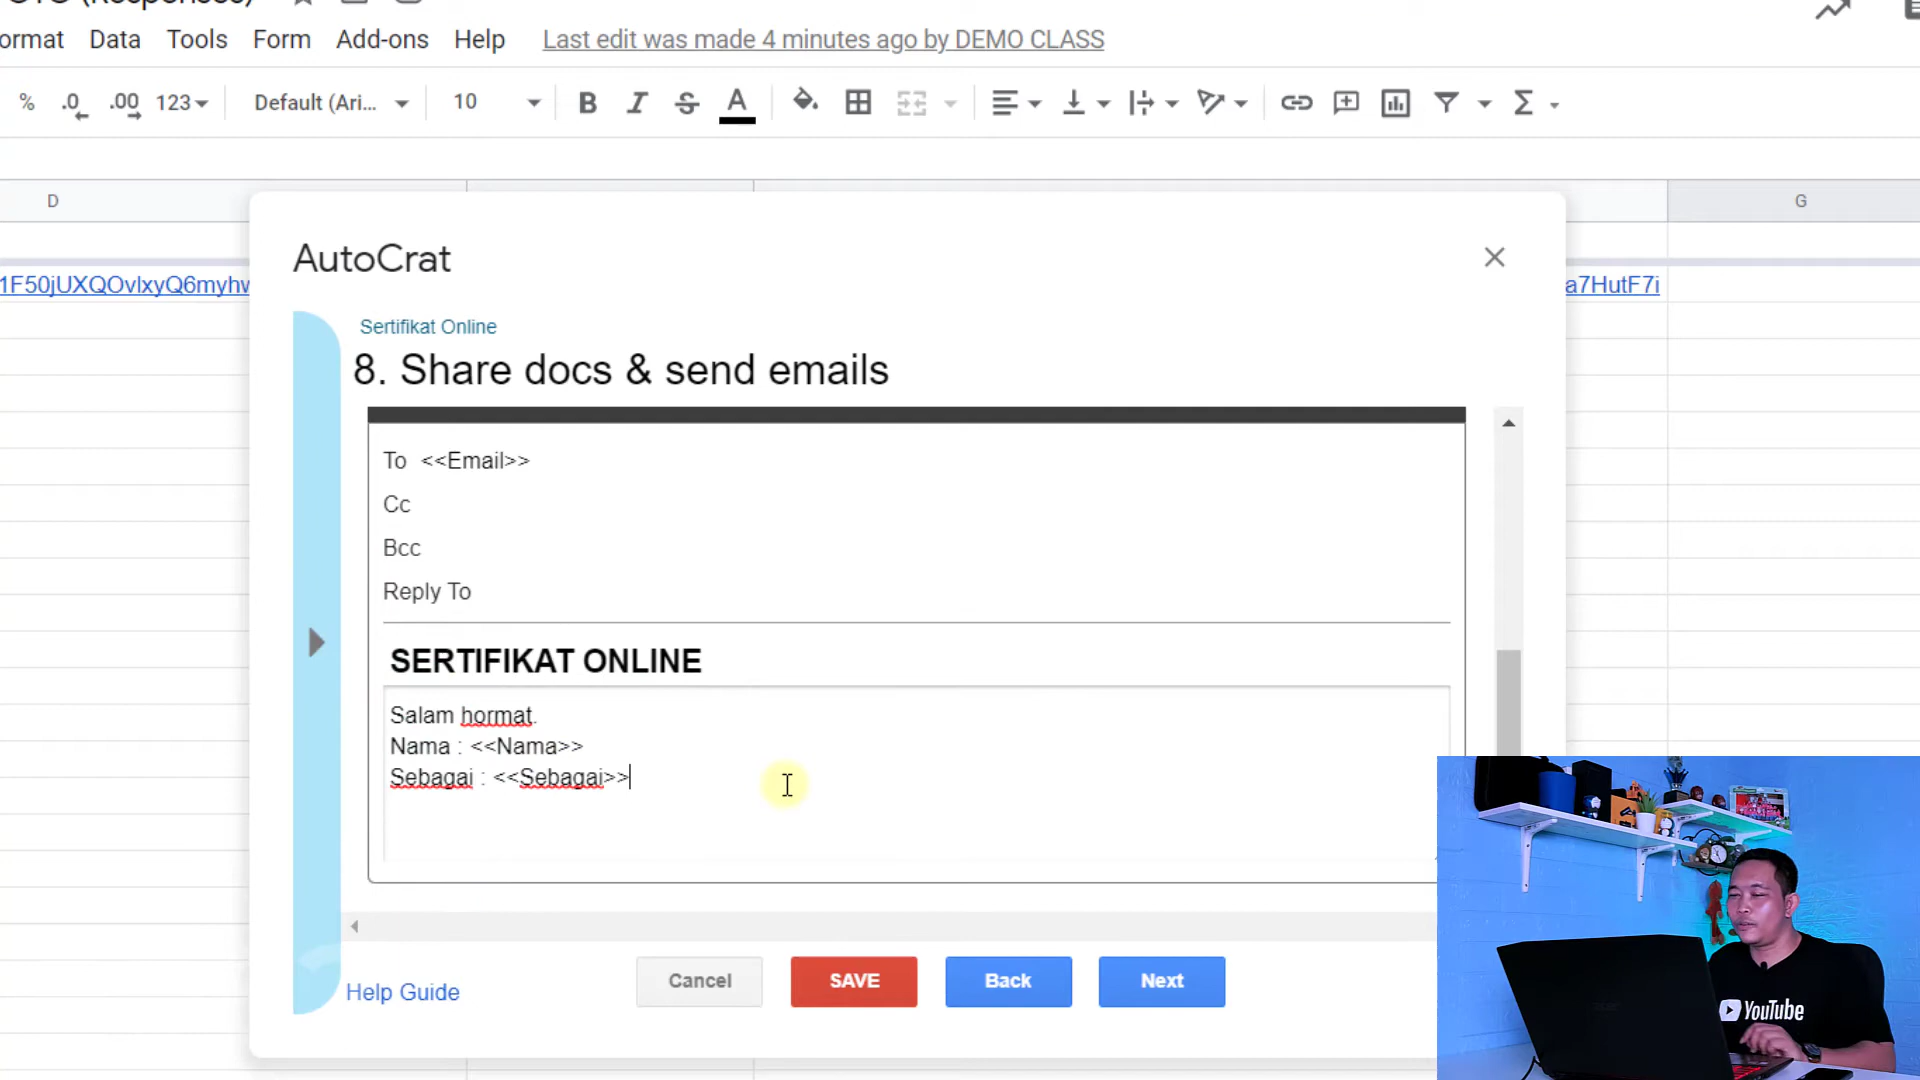 ormat Data Tools Form Add-ons Help Last edit was made 4 minutes ago by DEMO CLASS
% .0 .00 123 Default (Ari... 10 B I S A
D G
1F50jUXQOvlxyQ6myhw a7HutF7i
AutoCrat
Sertifikat Online
8. Share docs & send emails
To <<Email>>
Cc
Bcc
Reply To
SERTIFIKAT ONLINE
Salam hormat.
Nama : <<Nama>>
Sebagai : <<Sebagai>>
Help Guide Cancel SAVE Back Next
YouTube